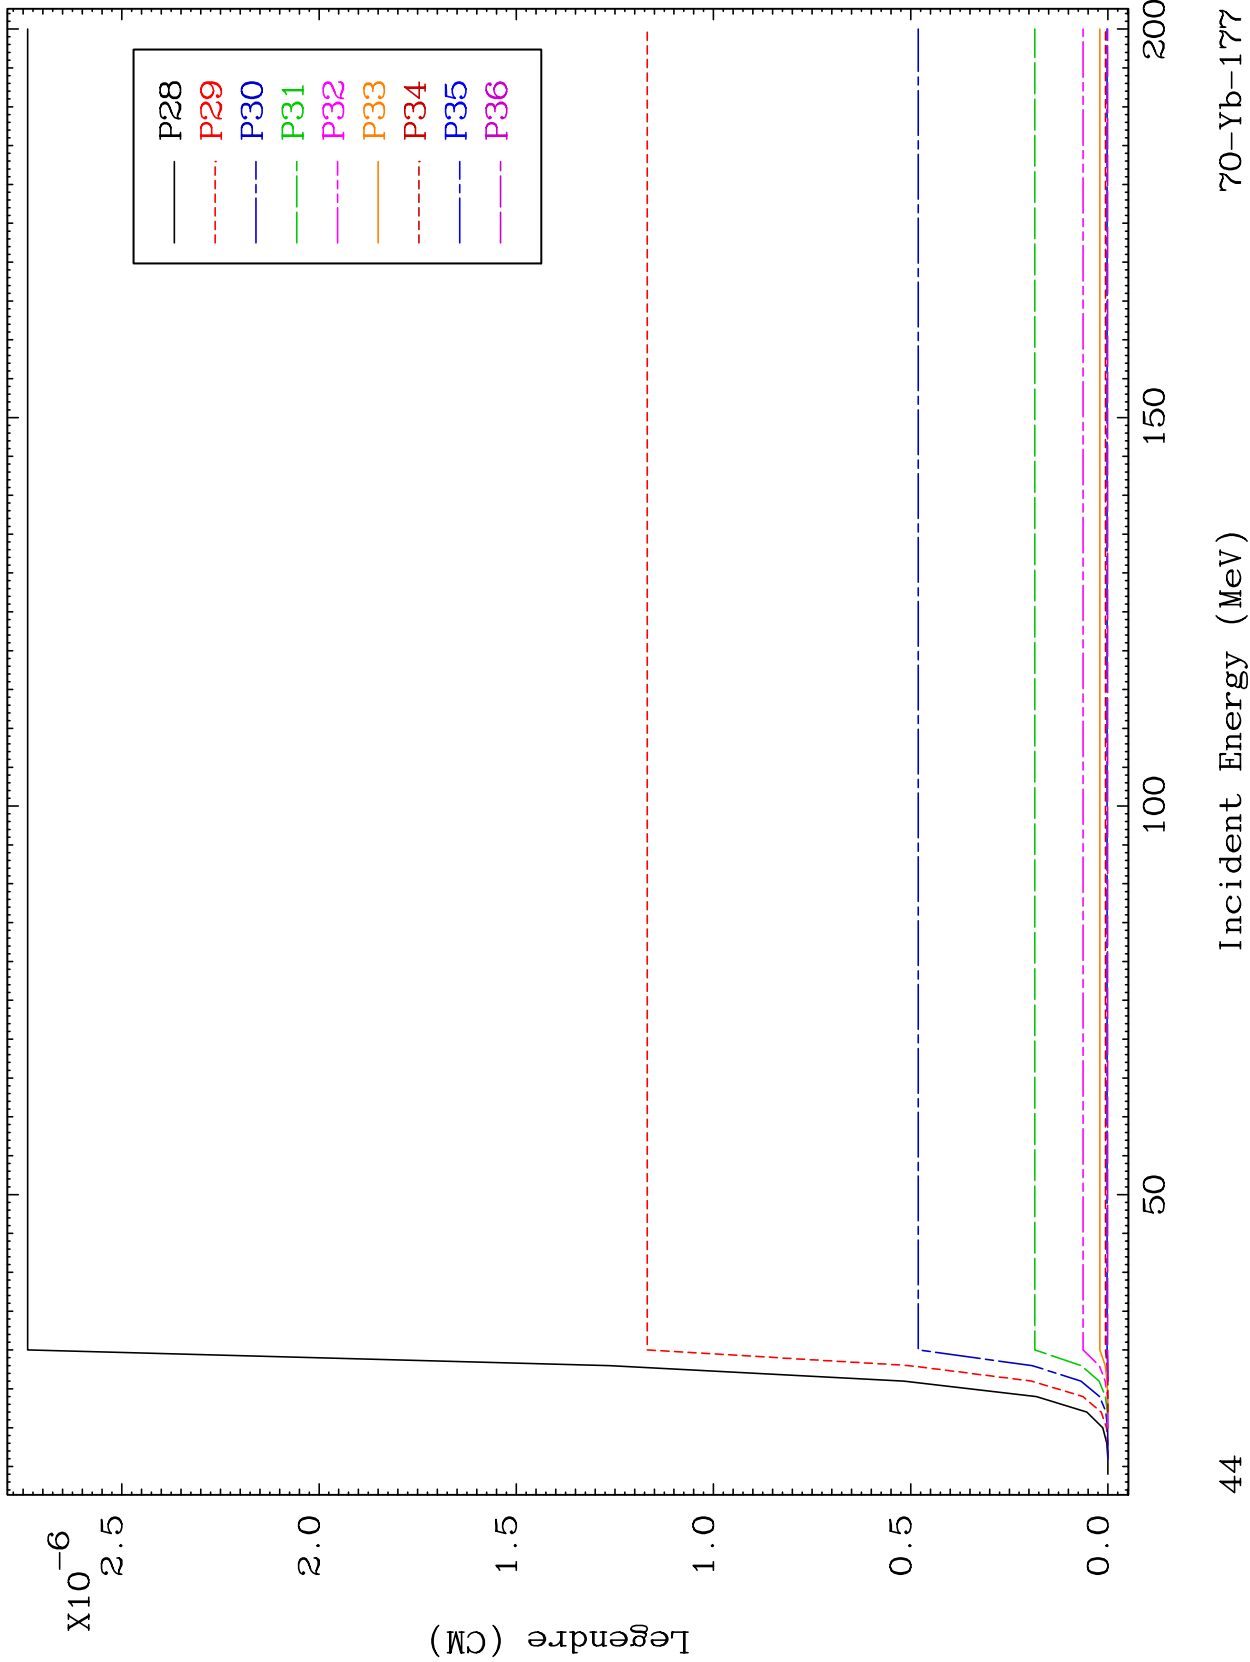 X10-6
2.5
2.0
1.5
1.0
0.5
0.0
Legendre (CM)
P28
P29
P30
P31
P32
P33
P34
P35
P36
50
100
150
200
44
Incident Energy (MeV)
70-Yb-177